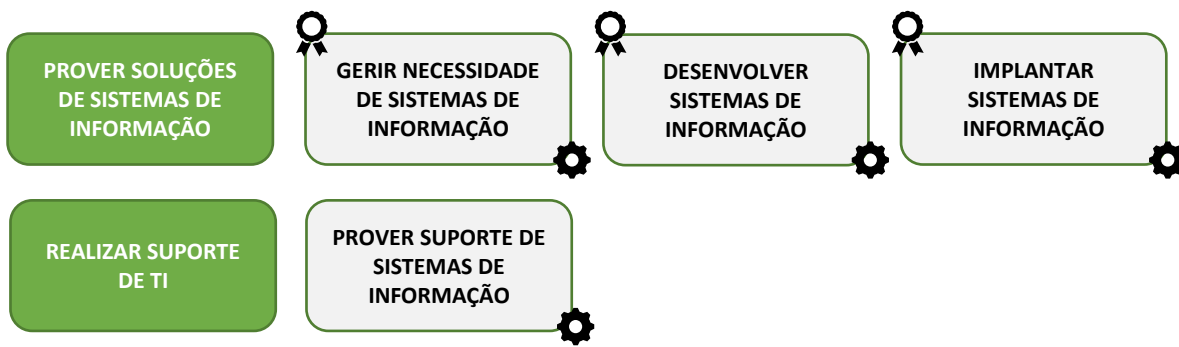 PROVER SOLUÇÕES
DE SISTEMAS DE
INFORMAÇÃO
GERIR NECESSIDADE
DE SISTEMAS DE
INFORMAÇÃO
DESENVOLVER
SISTEMAS DE
INFORMAÇÃO
IMPLANTAR
SISTEMAS DE
INFORMAÇÃO
REALIZAR SUPORTE
DE TI
PROVER SUPORTE DE
SISTEMAS DE
INFORMAÇÃO